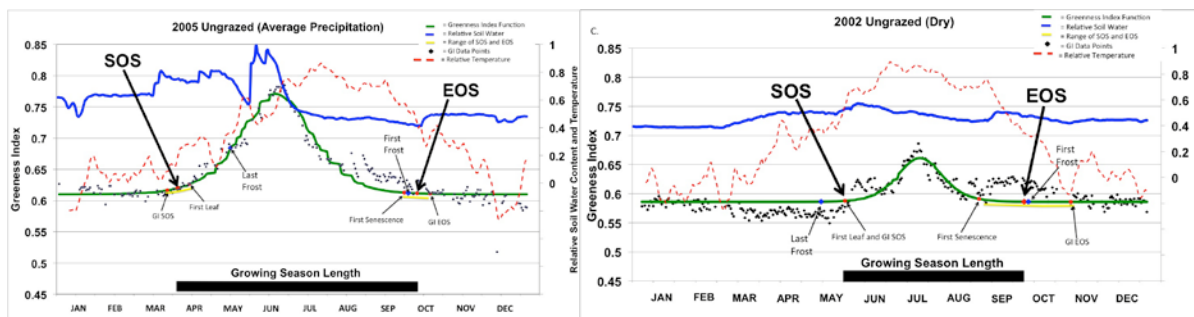 2005 Ungrazed (Average Precipitation)
= Greenness Index Function
= Relative Soil Water
= Range of SOS and EOS
= GI Data Points
= Relative Temperature
SOS
EOS
First
Frost
Last
Frost
GI SOS
First Leaf
First Senescence
GI EOS
Growing Season Length
Greenness Index
0.85
0.8
0.75
0.7
0.65
0.6
0.55
0.5
0.45
1
0.8
0.6
0.4
0.2
0
Relative Soil Water Content and Temperature
JAN FEB MAR APR MAY JUN JUL AUG SEP OCT NOV DEC
C.
2002 Ungrazed (Dry)
= Greenness Index Function
= Relative Soil Water
= Range of SOS and EOS
= GI Data Points
= Relative Temperature
SOS
EOS
First
Frost
Last
Frost
First Leaf and GI SOS
First Senescence
GI EOS
Growing Season Length
Greenness Index
0.85
0.8
0.75
0.7
0.65
0.6
0.55
0.5
0.45
1
0.8
0.6
0.4
0.2
0
JAN FEB MAR APR MAY JUN JUL AUG SEP OCT NOV DEC